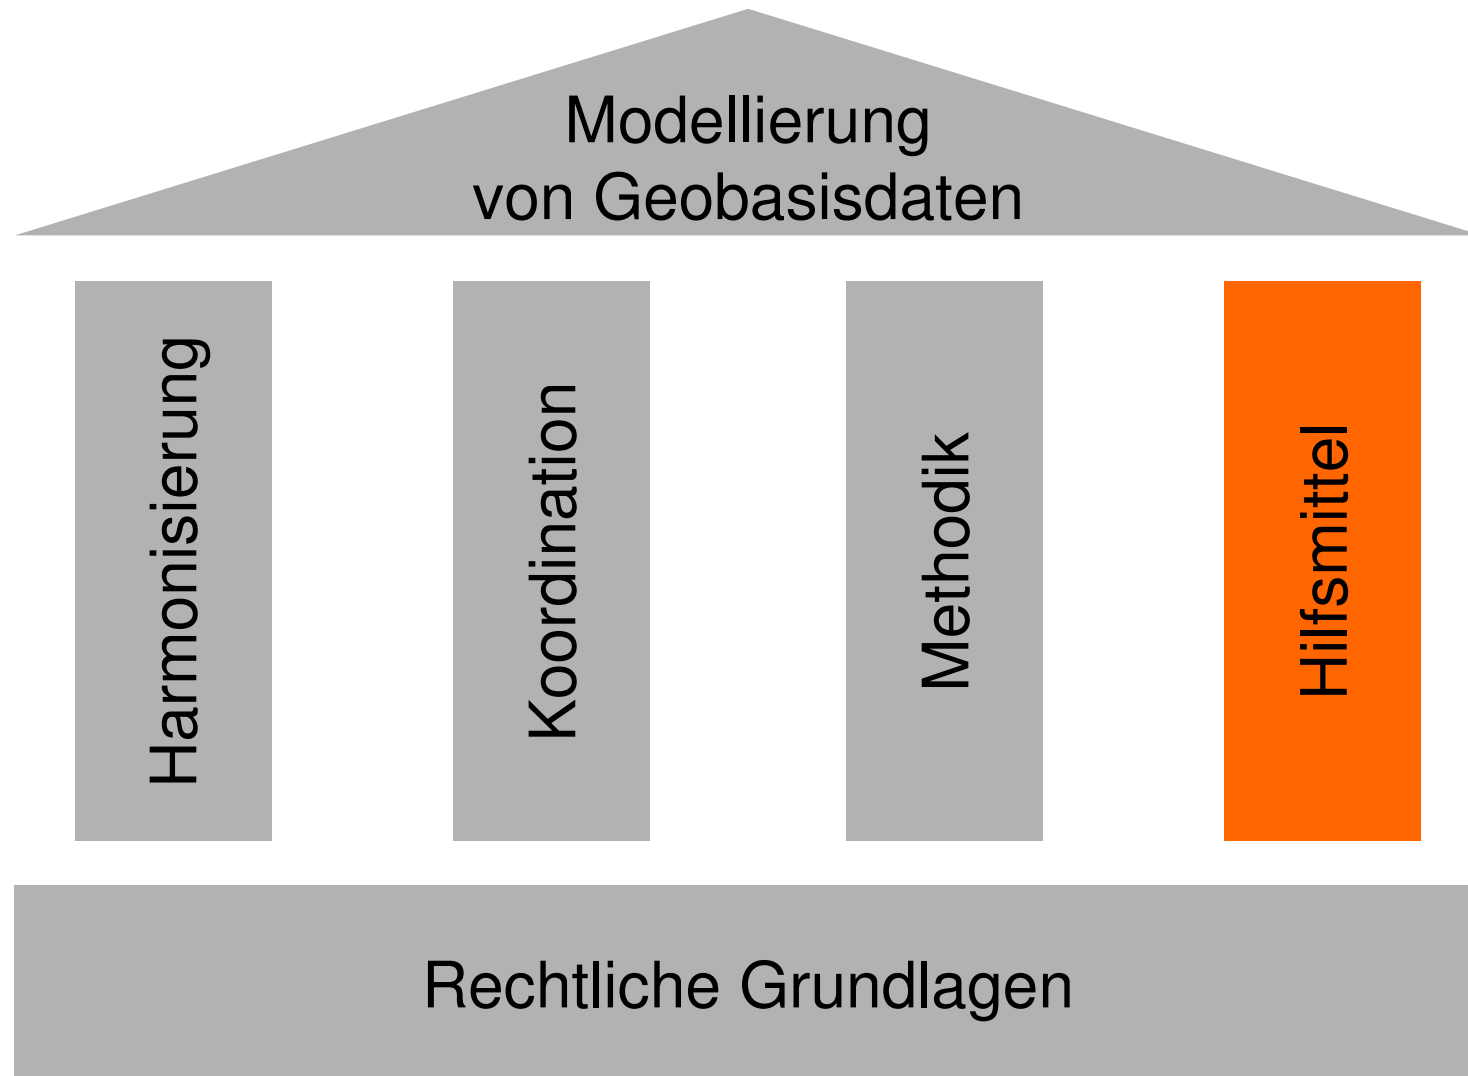 Modellierung
von Geobasisdaten
Harmonisierung
Koordination
Methodik
Hilfsmittel
Rechtliche Grundlagen